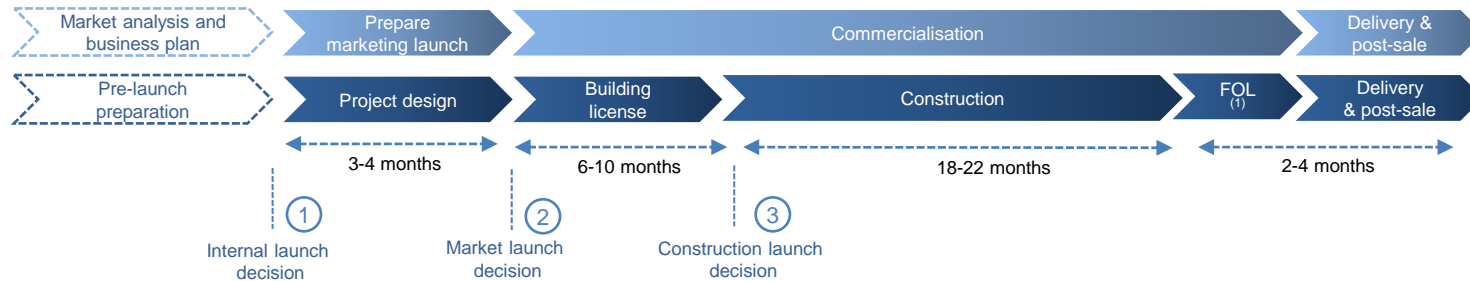 Market analysis and
business plan
Prepare
marketing launch
Commercialisation
Delivery &
post-sale
Pre-launch
preparation
Project design
Building
license
Construction
FOL
(1)
Delivery
& post-sale
3-4 months
6-10 months
18-22 months
2-4 months
1
Internal launch
decision
2
Market launch
decision
3
Construction launch
decision